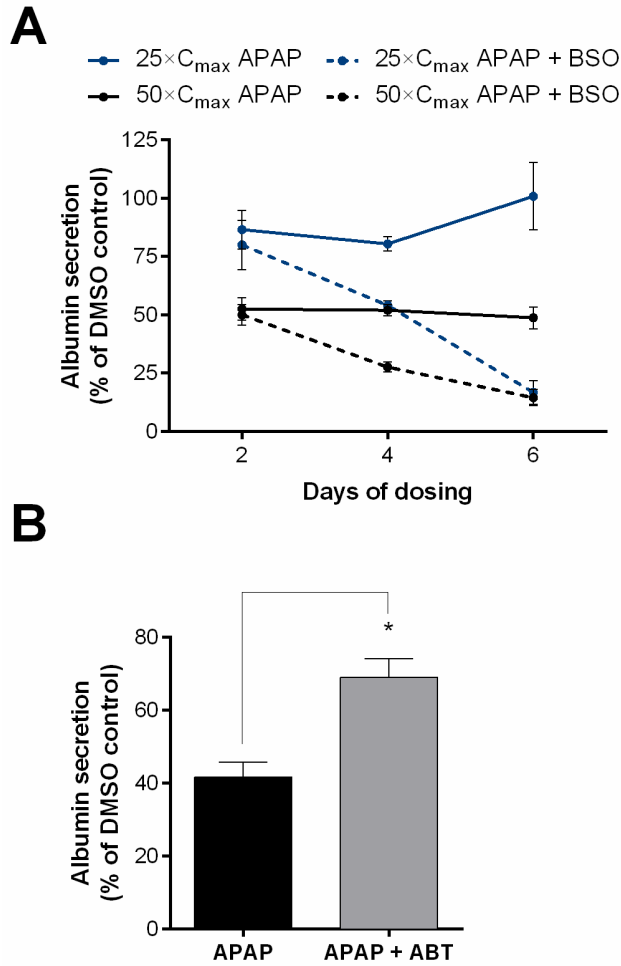 A
25×Cmax APAP 25×Cmax APAP + BSO
50×Cmax APAP 50×Cmax APAP + BSO
125
100
75
50
25
0
Albumin secretion
(% of DMSO control)
2 4 6
Days of dosing
B
*
80
60
40
20
0
Albumin secretion
(% of DMSO control)
APAP APAP + ABT